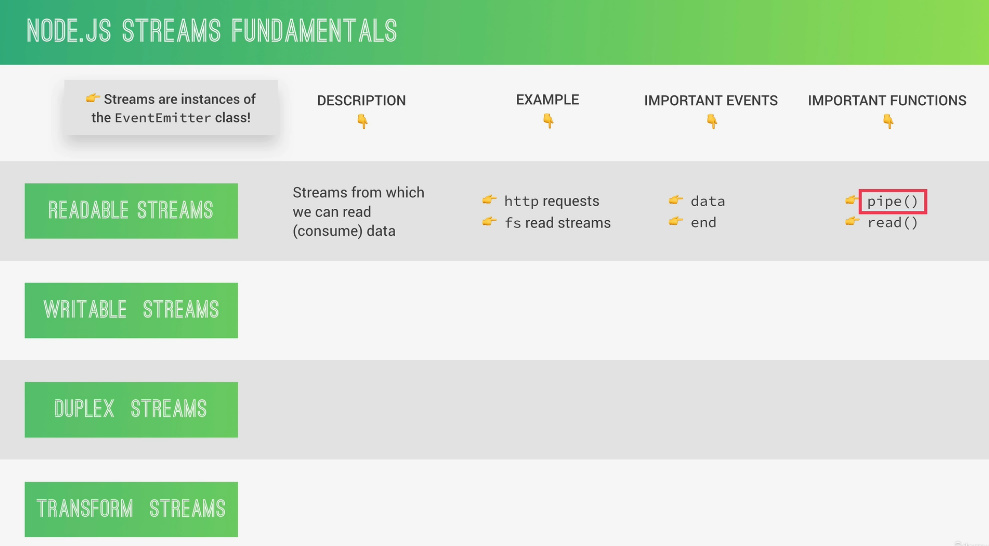 NODE.JS STREAMS FUNDAMENTALS
👉 Streams are instances of
the EventEmitter class!
DESCRIPTION
👇
EXAMPLE
👇
IMPORTANT EVENTS
👇
IMPORTANT FUNCTIONS
👇
READABLE STREAMS
Streams from which
we can read
(consume) data
👉 http requests
👉 fs read streams
👉 data
👉 end
👉 pipe()
👉 read()
WRITABLE STREAMS
DUPLEX STREAMS
TRANSFORM STREAMS